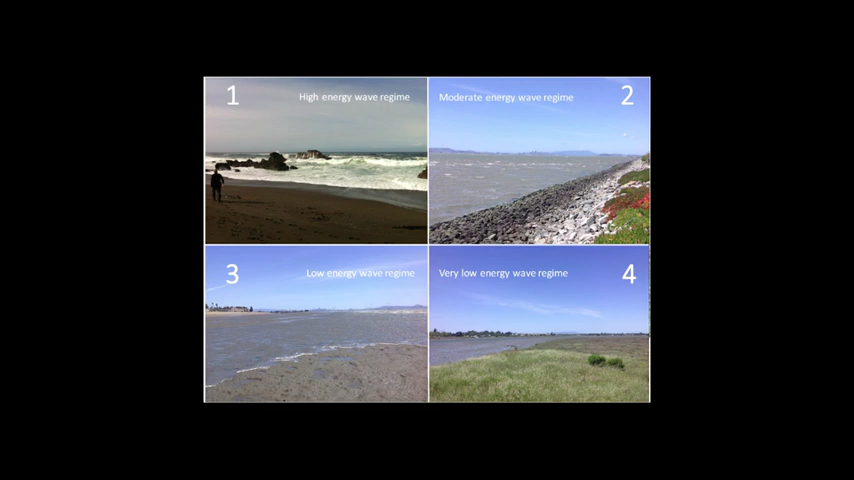 1
High energy wave regime
Moderate energy wave regime
2
3
Low energy wave regime
Very low energy wave regime
4